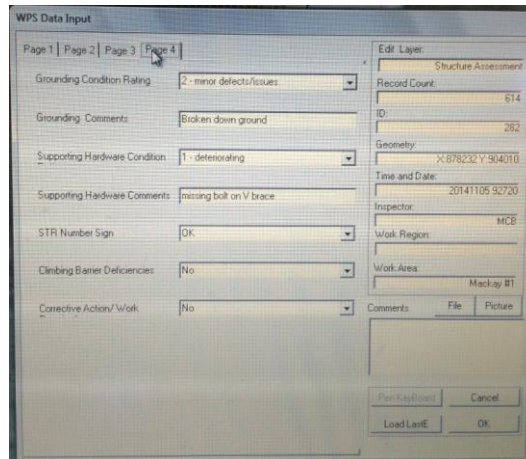 WPS Data Input
Page 1 Page 2 Page 3 Page 4
Grounding Condition Rating 2 - minor defects/issues
Grounding Comments Broken down ground
Supporting Hardware Condition 1 - deteriorating
Supporting Hardware Comments missing bolt on V brace
STR Number Sign OK
Climbing Barrier Deficiencies No
Corrective Action/ Work No
Edit Layer:
Structure Assessment
Record Count:
614
ID:
282
Geometry:
X:878232 Y:904010
Time and Date:
20141105 92720
Inspector:
MCB
Work Region:
Work Area:
Mackay #1
Comments File Picture
Pen KeyBoard Cancel
Load LastE OK